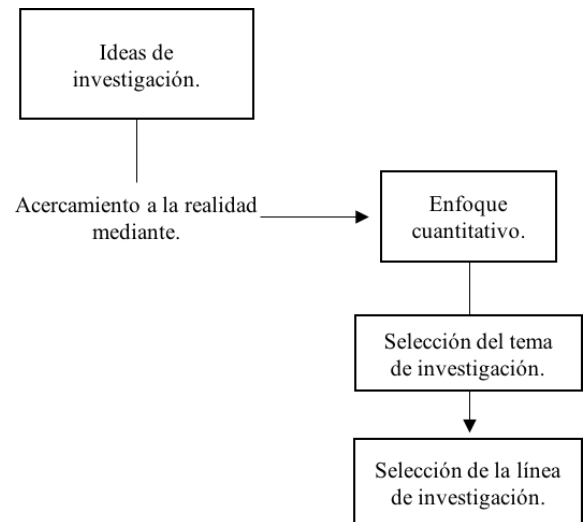 Ideas de
investigación.
Acercamiento a la realidad
mediante.
Enfoque
cuantitativo.
Selección del tema
de investigación.
Selección de la línea
de investigación.